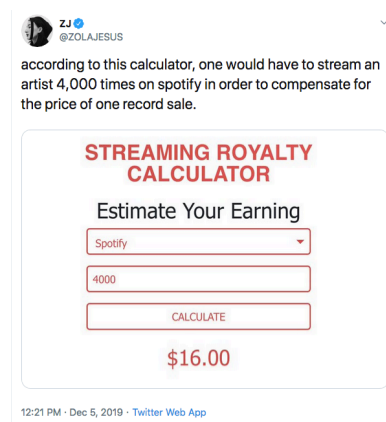 ZJ
@ZOLAJESUS
according to this calculator, one would have to stream an
artist 4,000 times on spotify in order to compensate for
the price of one record sale.
STREAMING ROYALTY
CALCULATOR
Estimate Your Earning
Spotify
4000
CALCULATE
$16.00
12:21 PM · Dec 5, 2019 · Twitter Web App